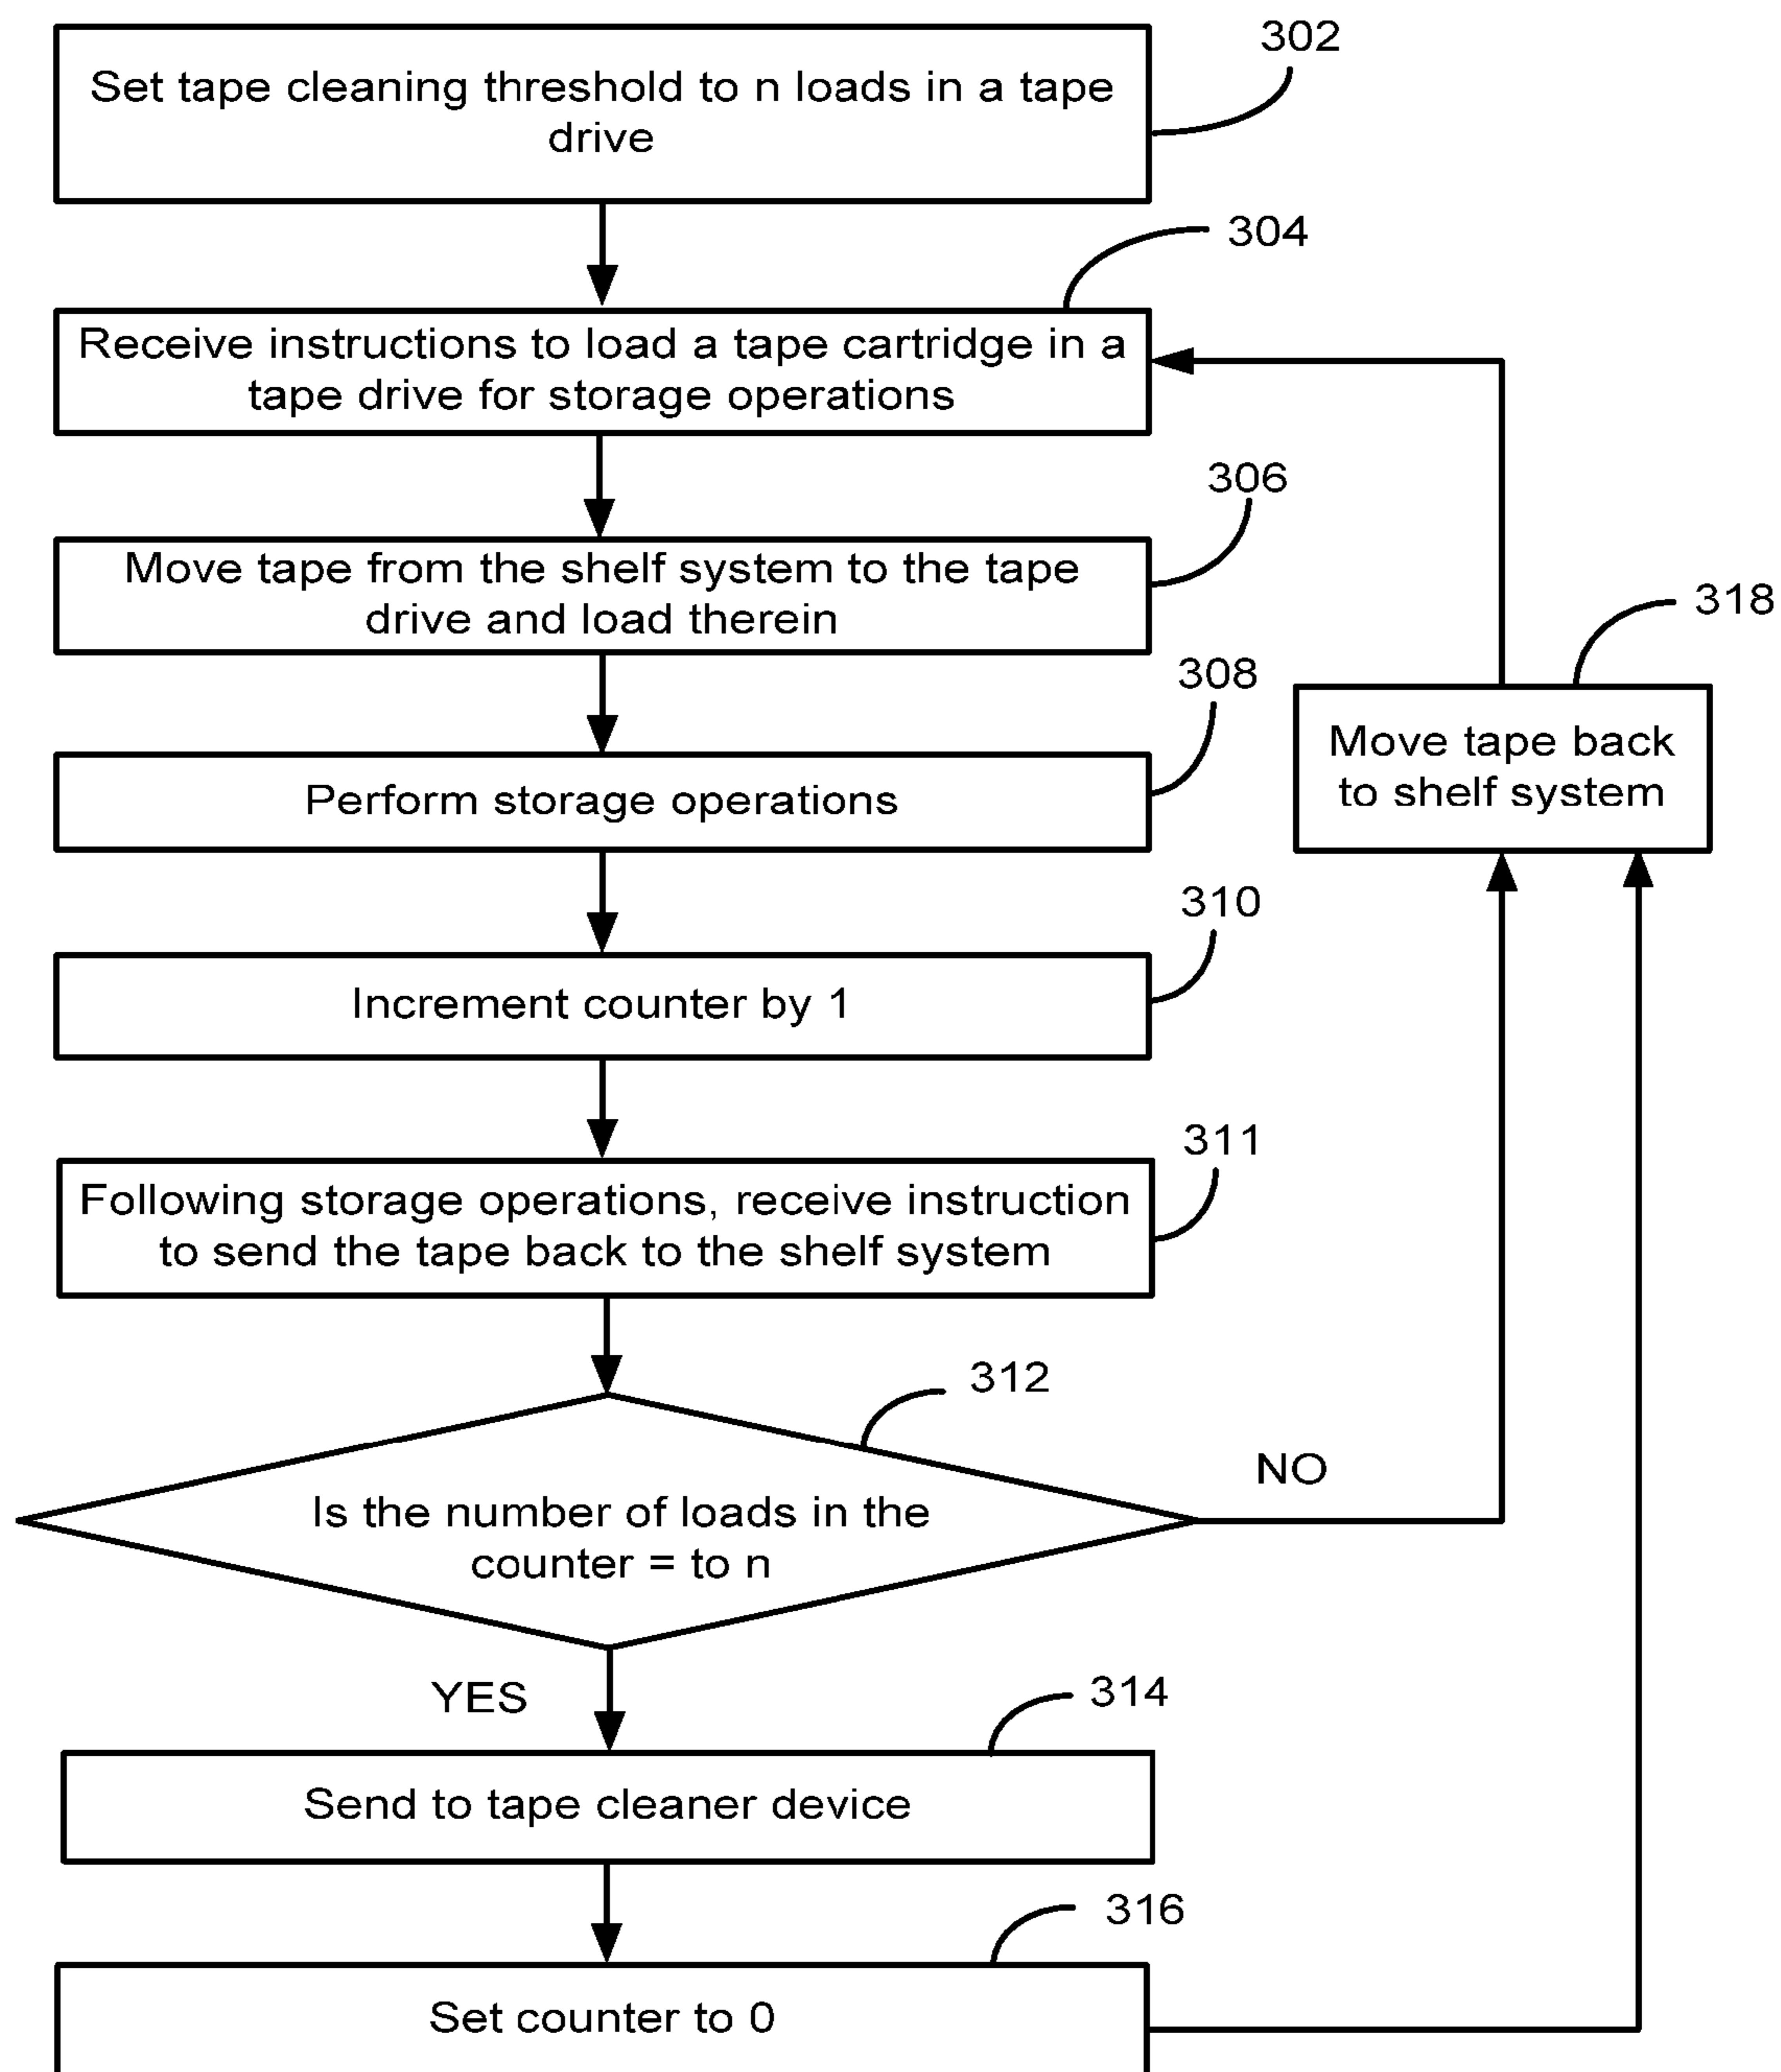 302
Set tape cleaning threshold to n loads in a tape
drive
304
Receive instructions to load a tape cartridge in a
tape drive for storage operations
306
Move tape from the shelf system to the tape
drive and load therein
318
Move tape back
to shelf system
308
Perform storage operations
310
Increment counter by 1
311
Following storage operations, receive instruction
to send the tape back to the shelf system
312
Is the number of loads in the
counter = to n
NO
YES
314
Send to tape cleaner device
316
Set counter to 0